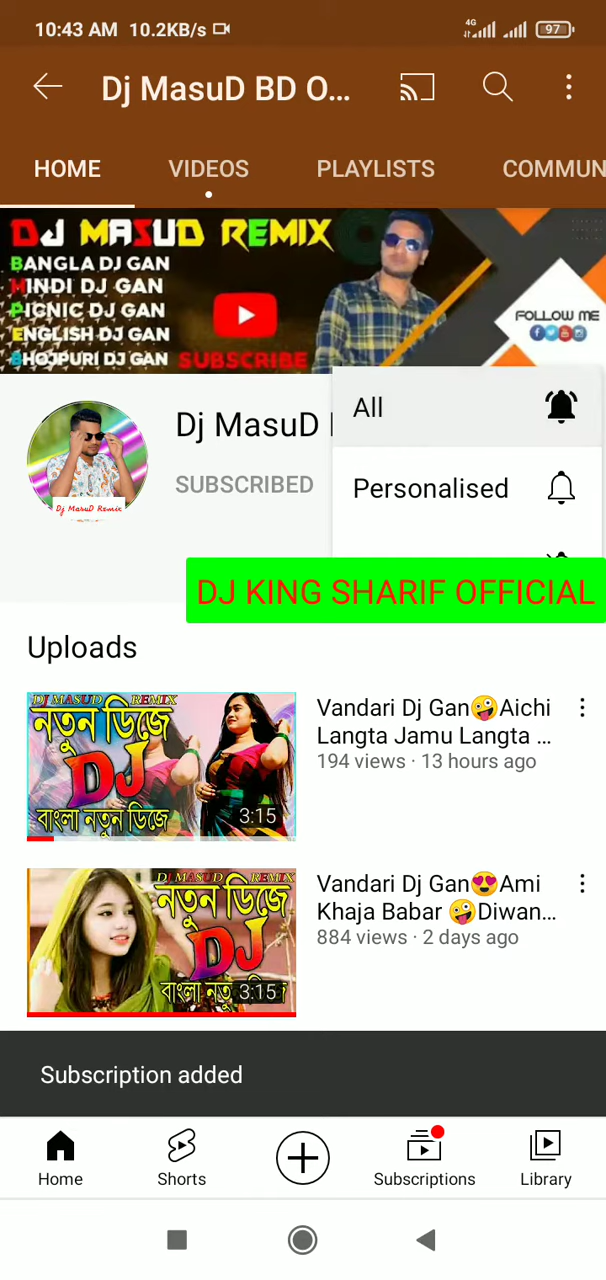 10:43 AM 10.2KB/s
4G
97
Dj MasuD BD O...
HOME VIDEOS PLAYLISTS COMMUN
DJ MASUD REMIX
BANGLA DJ GAN
HINDI DJ GAN
PICNIC DJ GAN
ENGLISH DJ GAN
BHOJPURI DJ GAN
SUBSCRIBE
FOLLOW ME
All
Dj MasuD
Dj MasuD Remix
SUBSCRIBED
Personalised
DJ KING SHARIF OFFICIAL
Uploads
DJ MASUD REMIX
নতুন ডিজে
DJ
বাংলা নতুন ডিজে
3:15
Vandari Dj Gan🤪Aichi
Langta Jamu Langta ...
194 views · 13 hours ago
DJ MASUD REMIX
নতুন ডিজে
DJ
বাংলা নতু
3:15
Vandari Dj Gan😍Ami
Khaja Babar 🤪Diwan...
884 views · 2 days ago
Subscription added
Home
Shorts
Subscriptions
Library